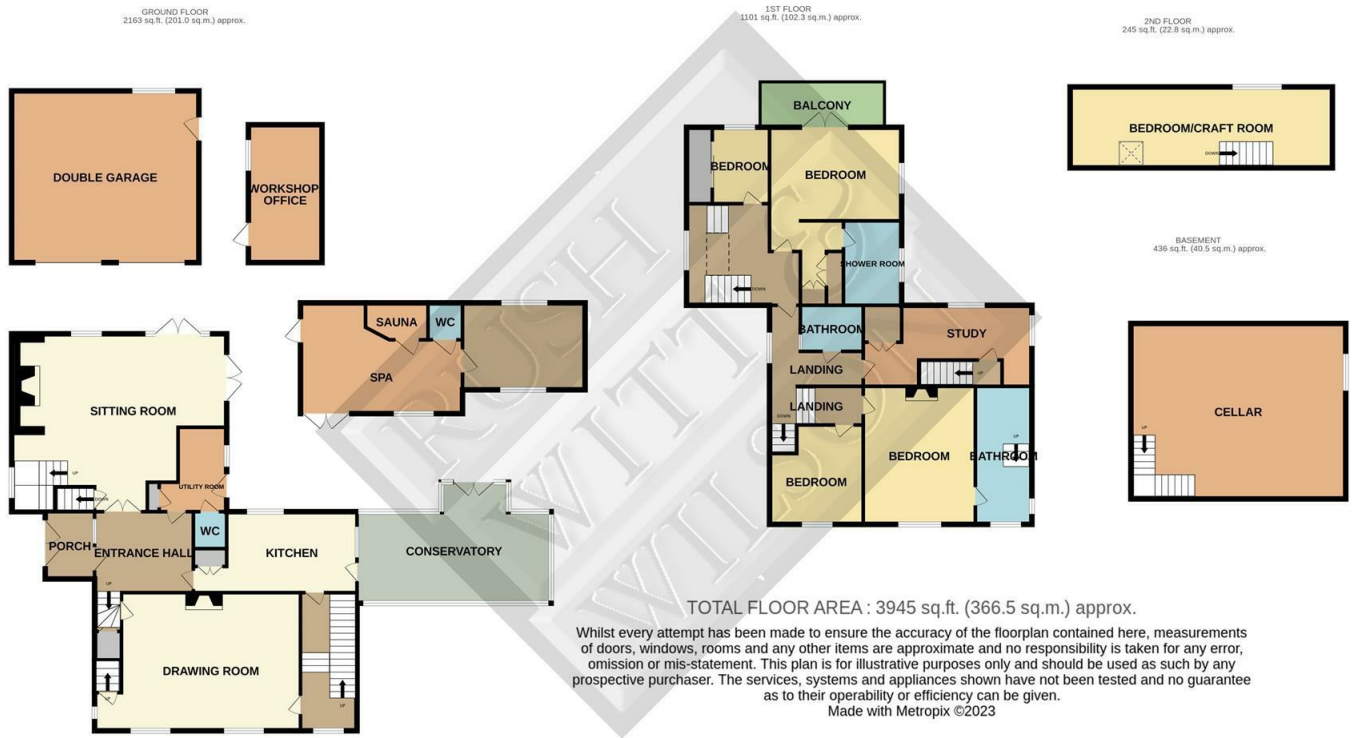 GROUND FLOOR
2163 sq.ft. (201.0 sq.m.) approx.
1ST FLOOR
1101 sq.ft. (102.3 sq.m.) approx.
2ND FLOOR
245 sq.ft. (22.8 sq.m.) approx.
BASEMENT
436 sq.ft. (40.5 sq.m.) approx.
DOUBLE GARAGE
WORKSHOP
OFFICE
SAUNA
WC
SPA
SITTING ROOM
UP
DOWN
UTILITY ROOM
WC
PORCH
ENTRANCE HALL
KITCHEN
CONSERVATORY
UP
DRAWING ROOM
UP
UP
BALCONY
BEDROOM
BEDROOM
SHOWER ROOM
DOWN
BATHROOM
STUDY
LANDING
UP
LANDING
DOWN
BEDROOM
BEDROOM
BATHROOM
UP
BEDROOM/CRAFT ROOM
DOWN
CELLAR
UP
RUSH
WITT &
WILSON
TOTAL FLOOR AREA : 3945 sq.ft. (366.5 sq.m.) approx.
Whilst every attempt has been made to ensure the accuracy of the floorplan contained here, measurements
of doors, windows, rooms and any other items are approximate and no responsibility is taken for any error,
omission or mis-statement. This plan is for illustrative purposes only and should be used as such by any
prospective purchaser. The services, systems and appliances shown have not been tested and no guarantee
as to their operability or efficiency can be given.
Made with Metropix ©2023